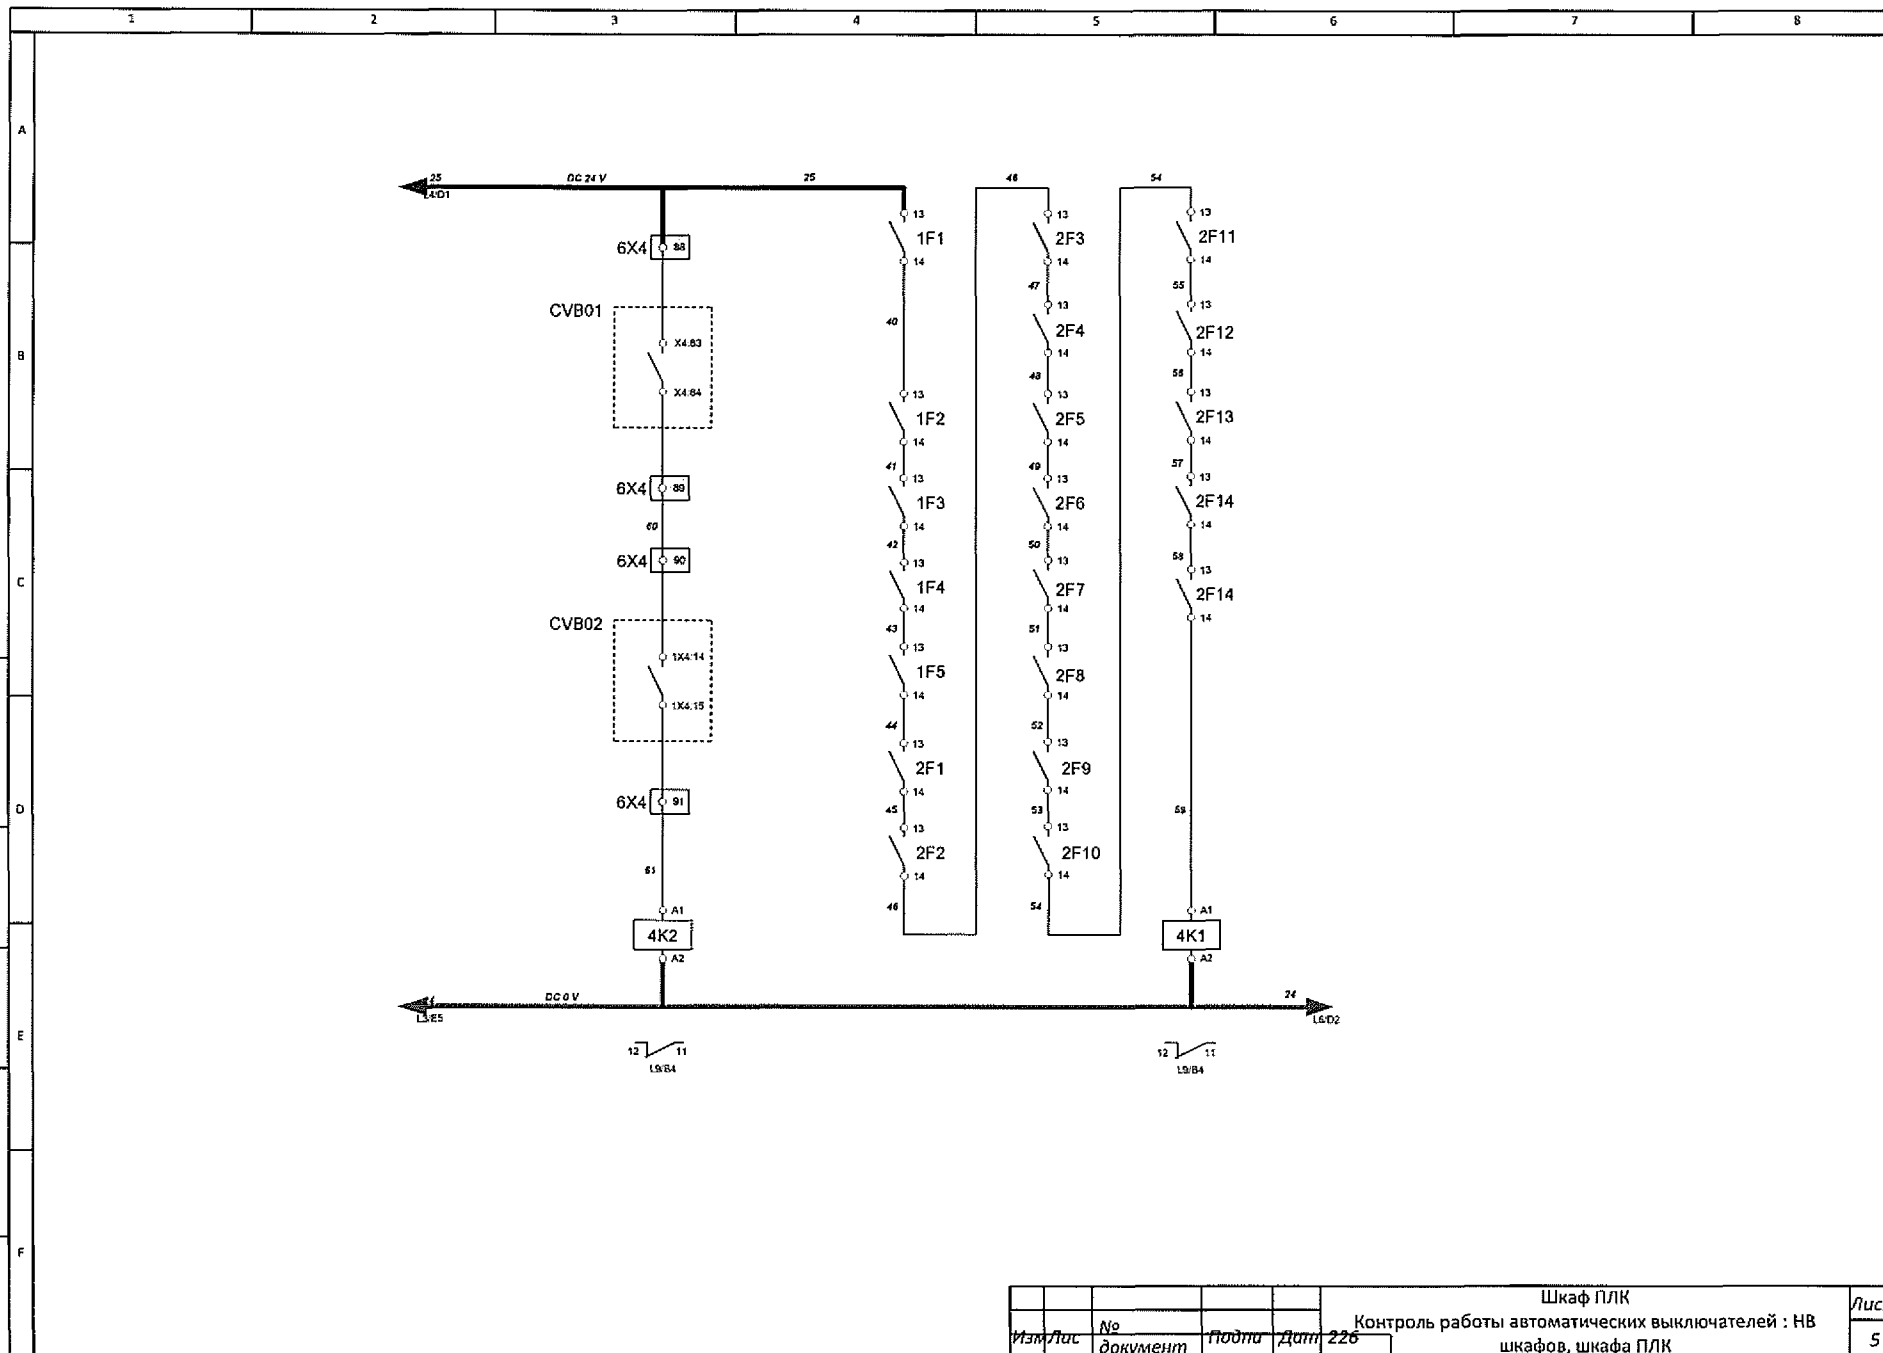 1 2 3 4 5 6 7 8
A
B
C
D
E
F
25 DC 24 V 25
L4/D1
46
54
6X4 88
CVB01
X4:83
X4:84
6X4 89
60
6X4 90
CVB02
1X4:14
1X4:15
6X4 91
61
A1
4K2
A2
13
1F1
14
40
13
1F2
14
41
13
1F3
14
42
13
1F4
14
43
13
1F5
14
44
13
2F1
14
45
13
2F2
14
46
13
2F3
14
47
13
2F4
14
48
13
2F5
14
49
13
2F6
14
50
13
2F7
14
51
13
2F8
14
52
13
2F9
14
53
13
2F10
14
54
13
2F11
14
55
13
2F12
14
56
13
2F13
14
57
13
2F14
14
58
13
2F14
14
59
A1
4K1
A2
DC 0 V 24
L6/D2
12 11
L9/B4
12 11
L9/B4
Шкаф ПЛК
Контроль работы автоматических выключателей : НВ
шкафов, шкафа ПЛК
Изм Лис № документ Подпи Дат 226
Лис
5